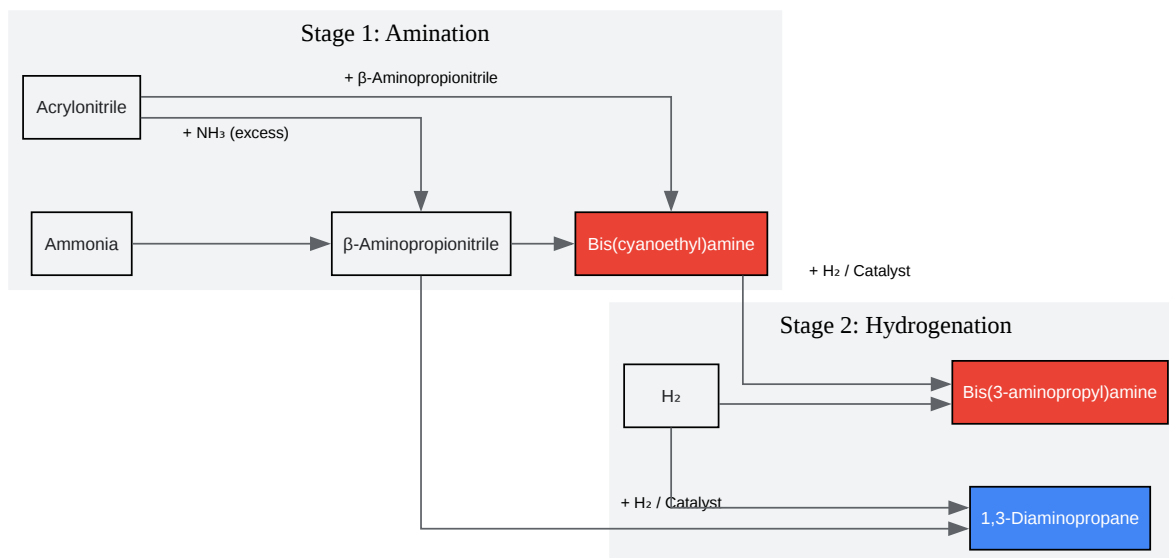 Stage 1: Amination
+ β-Aminopropionitrile
Acrylonitrile
+ NH₃ (excess)
Ammonia
β-Aminopropionitrile
Bis(cyanoethyl)amine
+ H₂ / Catalyst
Stage 2: Hydrogenation
H₂
Bis(3-aminopropyl)amine
+ H₂ / Catalyst
1,3-Diaminopropane